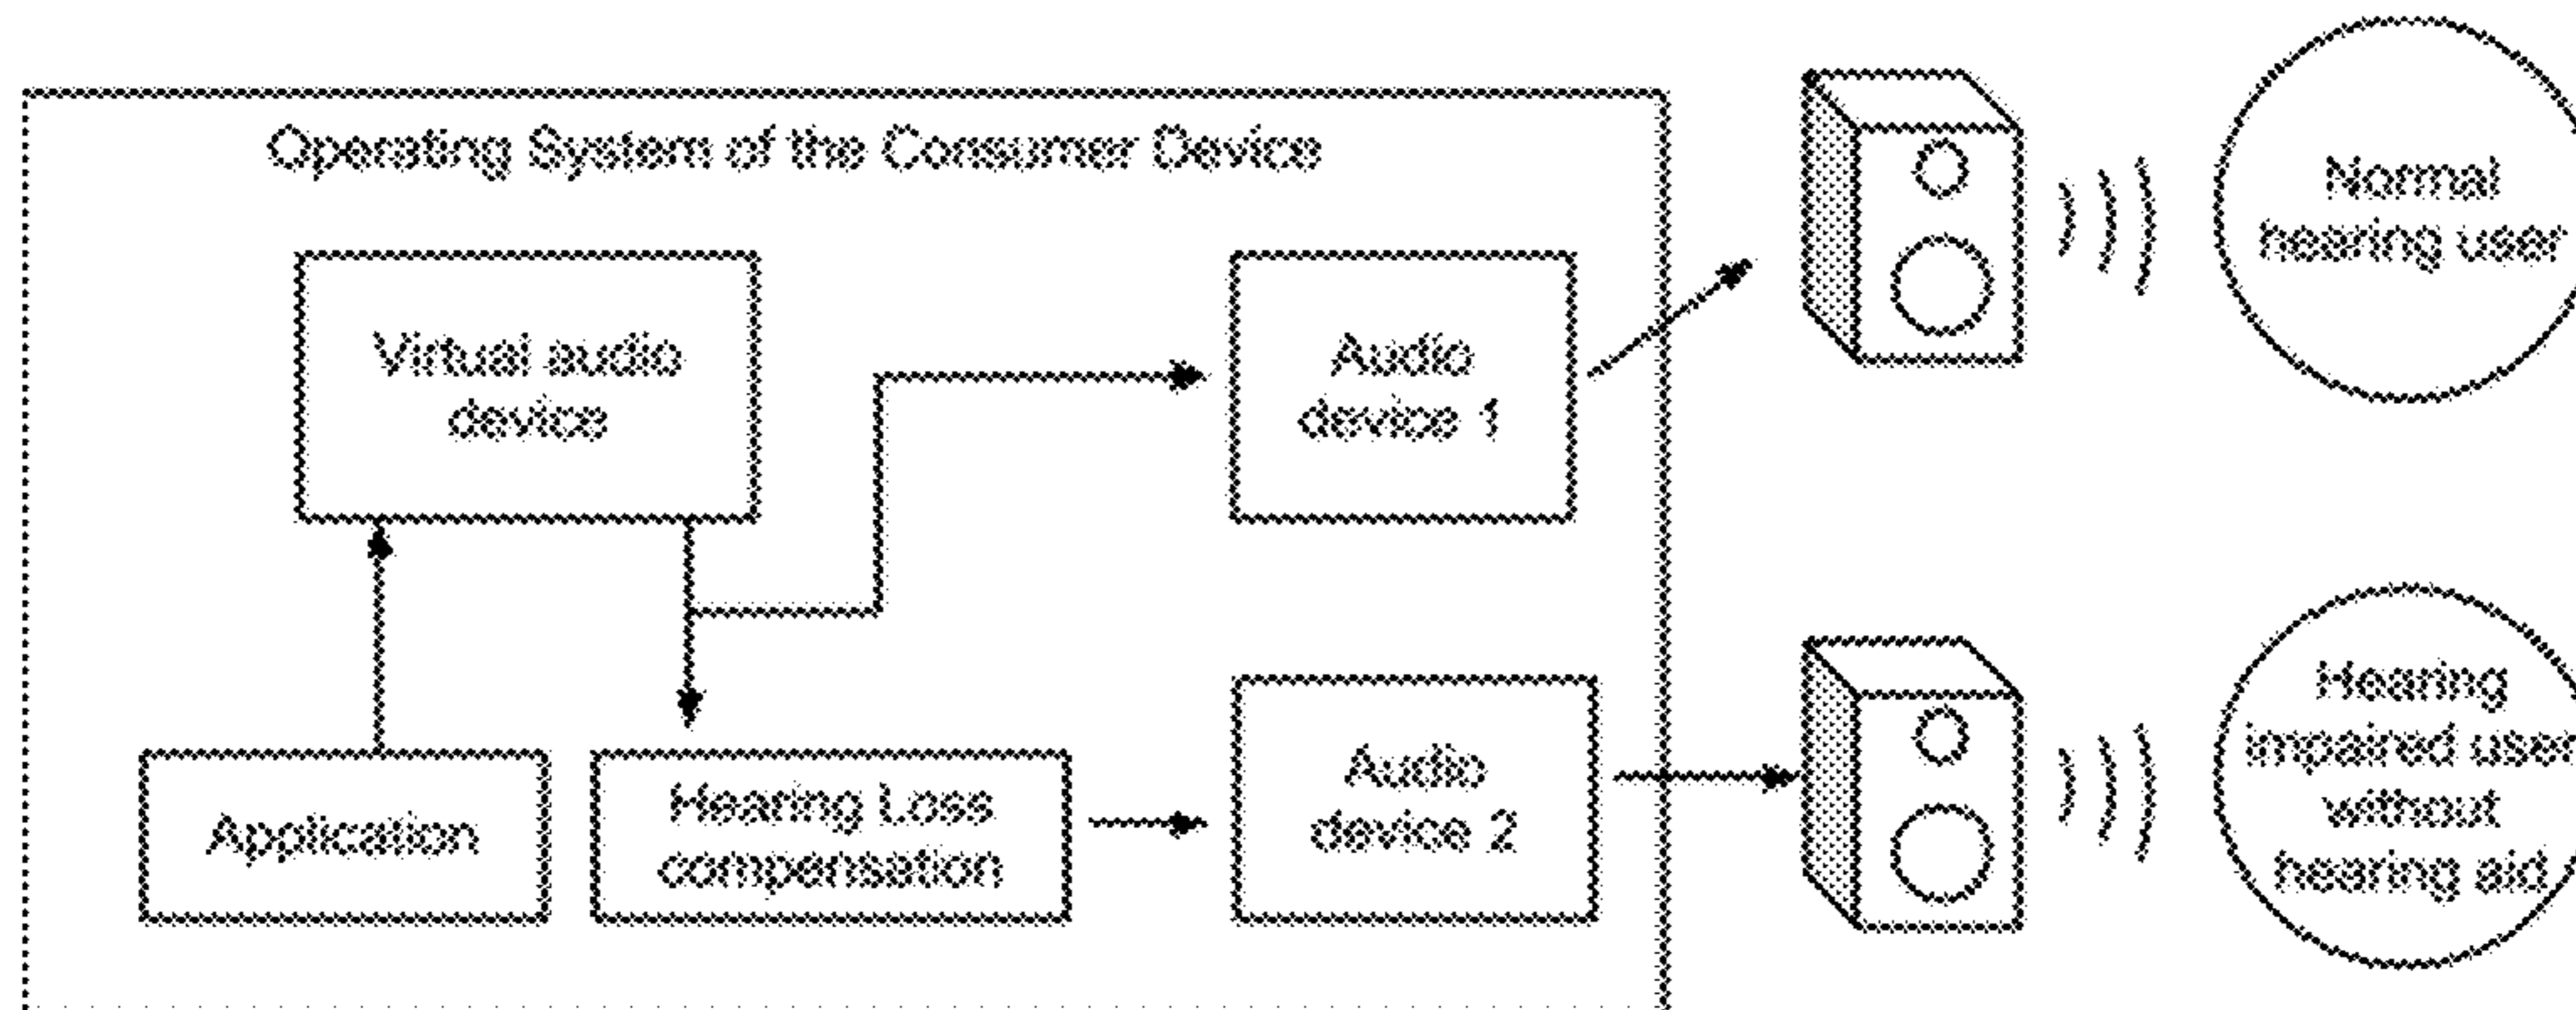 Operating System of the Consumer Device
Normal
hearing user
Virtual audio
device
Audio
device 1
Application
Hearing Loss
compensation
Audio
device 2
Hearing
impaired user
without
hearing aid